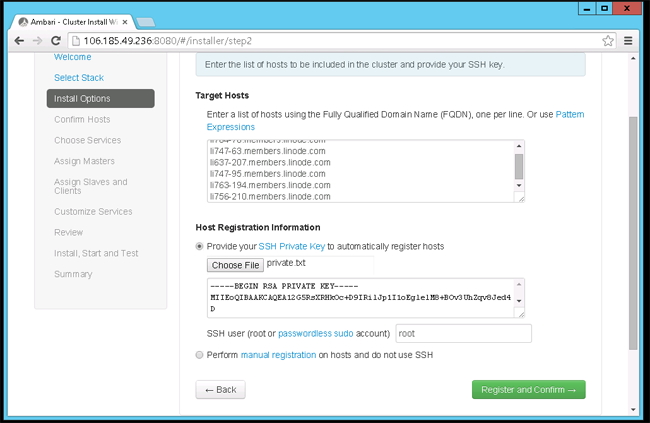 Ambari - Cluster Install Wi
106.185.49.236:8080/#/installer/step2
Welcome
Select Stack
Install Options
Confirm Hosts
Choose Services
Assign Masters
Assign Slaves and
Clients
Customize Services
Review
Install, Start and Test
Summary
Enter the list of hosts to be included in the cluster and provide your SSH key.
Target Hosts
Enter a list of hosts using the Fully Qualified Domain Name (FQDN), one per line. Or use Pattern
Expressions
li747-63.members.linode.com
li637-207.members.linode.com
li747-95.members.linode.com
li763-194.members.linode.com
li756-210.members.linode.com
Host Registration Information
Provide your SSH Private Key to automatically register hosts
Choose File private.txt
-----BEGIN RSA PRIVATE KEY-----
SSH user (root or passwordless sudo account) root
Perform manual registration on hosts and do not use SSH
← Back
Register and Confirm →